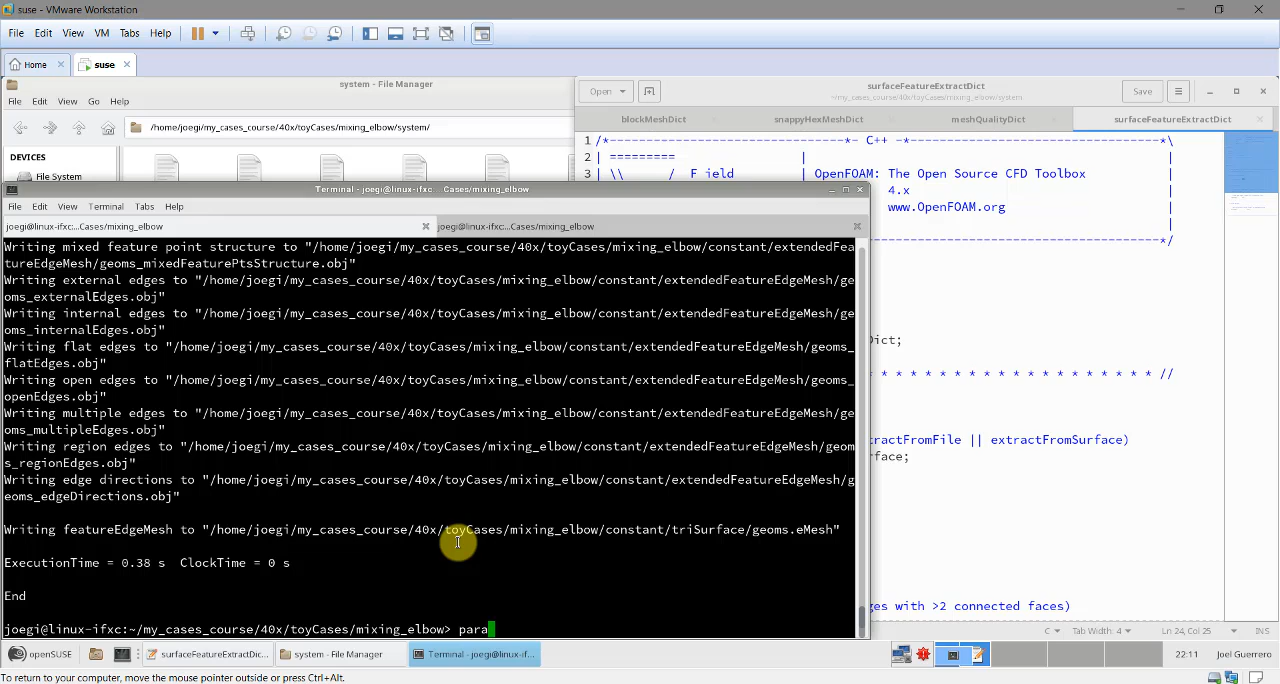 suse - VMware Workstation
File Edit View VM Tabs Help
Home
suse
system - File Manager
File Edit View Go Help
/home/joegi/my_cases_course/40x/toyCases/mixing_elbow/system/
DEVICES
File System
Open
surfaceFeatureExtractDict
~/my_cases_course/40x/toyCases/mixing_elbow/system
Save
blockMeshDict
snappyHexMeshDict
meshQualityDict
surfaceFeatureExtractDict
1 /*--------------------------------*- C++ -*----------------------------------*\
2 | ========= |
3 | \\ / F ield | OpenFOAM: The Open Source CFD Toolbox
4.x
www.OpenFOAM.org
Dict;
* * * * * * * * * * * * * * * * * * * //
tractFromFile || extractFromSurface)
rface;
ges with >2 connected faces)
Terminal - joegi@linux-ifxc ...Cases/mixing_elbow
File Edit View Terminal Tabs Help
joegi@linux-ifxc:...Cases/mixing_elbow
joegi@linux-ifxc:...Cases/mixing_elbow
Writing mixed feature point structure to "/home/joegi/my_cases_course/40x/toyCases/mixing_elbow/constant/extendedFea
tureEdgeMesh/geoms_mixedFeaturePtsStructure.obj"
Writing external edges to "/home/joegi/my_cases_course/40x/toyCases/mixing_elbow/constant/extendedFeatureEdgeMesh/ge
oms_externalEdges.obj"
Writing internal edges to "/home/joegi/my_cases_course/40x/toyCases/mixing_elbow/constant/extendedFeatureEdgeMesh/ge
oms_internalEdges.obj"
Writing flat edges to "/home/joegi/my_cases_course/40x/toyCases/mixing_elbow/constant/extendedFeatureEdgeMesh/geoms_
flatEdges.obj"
Writing open edges to "/home/joegi/my_cases_course/40x/toyCases/mixing_elbow/constant/extendedFeatureEdgeMesh/geoms_
openEdges.obj"
Writing multiple edges to "/home/joegi/my_cases_course/40x/toyCases/mixing_elbow/constant/extendedFeatureEdgeMesh/ge
oms_multipleEdges.obj"
Writing region edges to "/home/joegi/my_cases_course/40x/toyCases/mixing_elbow/constant/extendedFeatureEdgeMesh/geom
s_regionEdges.obj"
Writing edge directions to "/home/joegi/my_cases_course/40x/toyCases/mixing_elbow/constant/extendedFeatureEdgeMesh/g
eoms_edgeDirections.obj"
Writing featureEdgeMesh to "/home/joegi/my_cases_course/40x/toyCases/mixing_elbow/constant/triSurface/geoms.eMesh"
ExecutionTime = 0.38 s  ClockTime = 0 s
End
joegi@linux-ifxc:~/my_cases_course/40x/toyCases/mixing_elbow> para
C Tab Width: 4 Ln 24, Col 25 INS
openSUSE
surfaceFeatureExtractDic...
system - File Manager
Terminal - joegi@linux-if...
22:11 Joel Guerrero
To return to your computer, move the mouse pointer outside or press Ctrl+Alt.